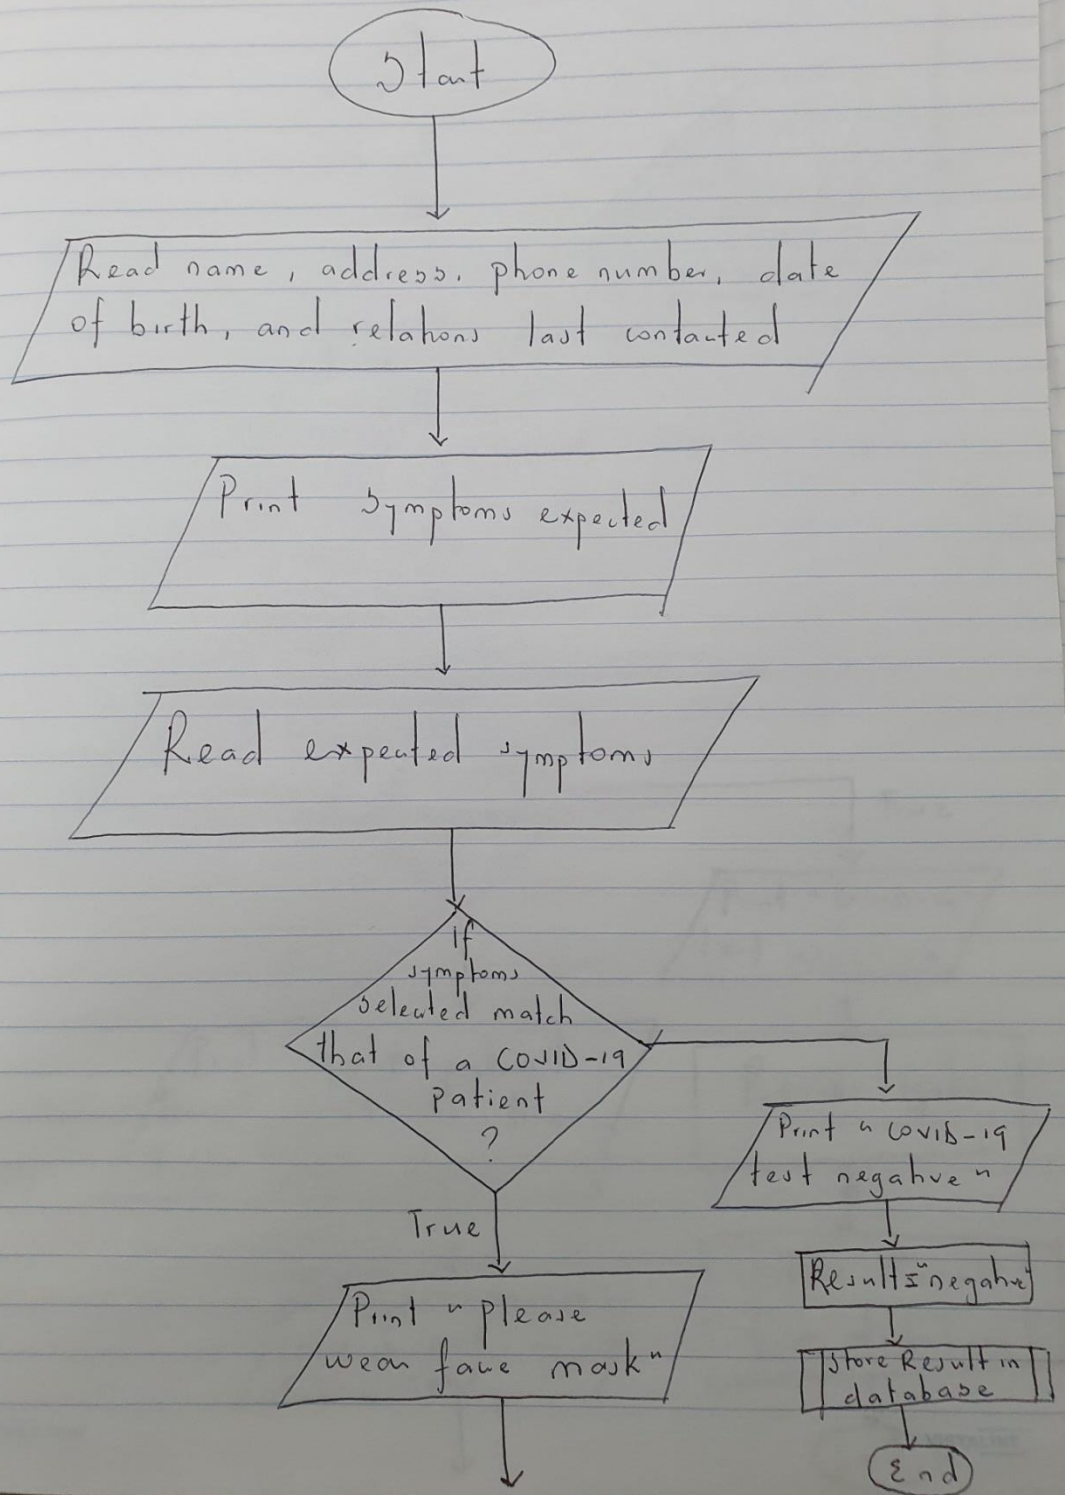 Start
Read name, address, phone number, date
of birth, and relations last contacted
Print symptoms expected
Read expected symptoms
if
symptoms
selected match
that of a COVID-19
patient
?
True
Print "please
wear face mask"
Print "COVID-19
test negative"
Result="negative"
Store Result in
database
End